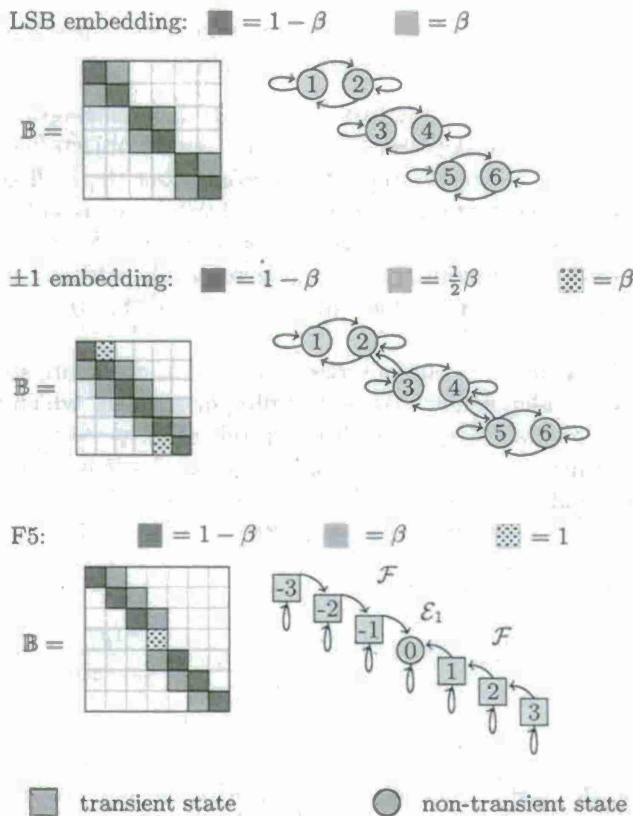 LSB embedding: = 1 − β = β
𝔹 =
1 2
3 4
5 6
±1 embedding: = 1 − β = ½β = β
𝔹 =
1 2
3 4
5 6
F5: = 1 − β = β = 1
𝔹 =
-3 ℱ
-2
-1 ℰ₁
0 ℱ
1
2
3
transient state non-transient state